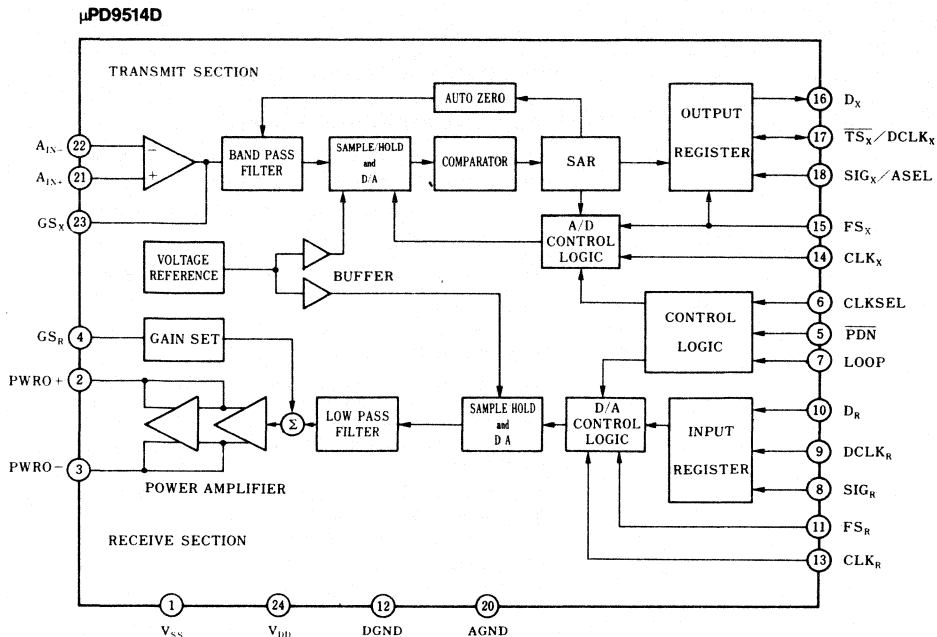 μPD9514D
TRANSMIT SECTION
AUTO ZERO
OUTPUT
REGISTER
16 D_X
17 \overline{TS_X}/DCLK_X
18 SIG_X/ASEL
A_IN- 22
A_IN+ 21
GS_X 23
−
+
BAND PASS
FILTER
SAMPLE/HOLD
and
D/A
COMPARATOR
SAR
15 FS_X
14 CLK_X
A/D
CONTROL
LOGIC
VOLTAGE
REFERENCE
BUFFER
CONTROL
LOGIC
6 CLKSEL
5 \overline{PDN}
7 LOOP
GS_R 4
GAIN SET
PWRO+ 2
PWRO− 3
Σ
LOW PASS
FILTER
SAMPLE HOLD
and
D A
D/A
CONTROL
LOGIC
INPUT
REGISTER
10 D_R
9 DCLK_R
8 SIG_R
11 FS_R
13 CLK_R
POWER AMPLIFIER
RECEIVE SECTION
1 24 12 20
V_SS V_DD DGND AGND